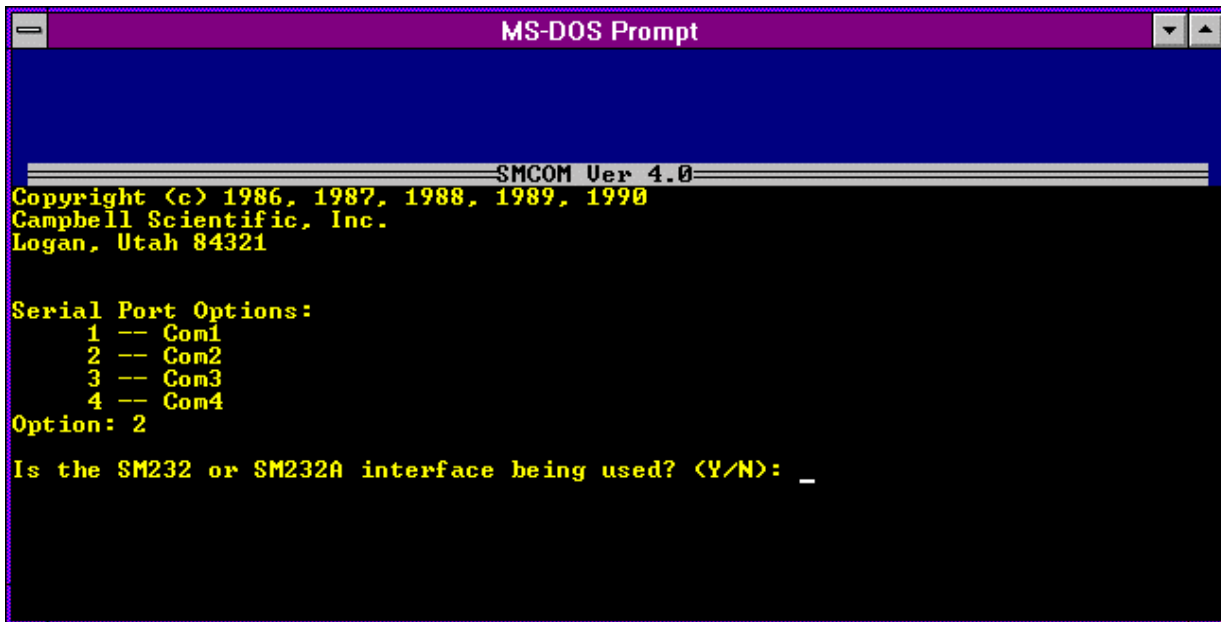 MS-DOS Prompt
SMCOM Ver 4.0
Copyright (c) 1986, 1987, 1988, 1989, 1990
Campbell Scientific, Inc.
Logan, Utah 84321
Serial Port Options:
1 -- Com1
2 -- Com2
3 -- Com3
4 -- Com4
Option: 2
Is the SM232 or SM232A interface being used? (Y/N): _